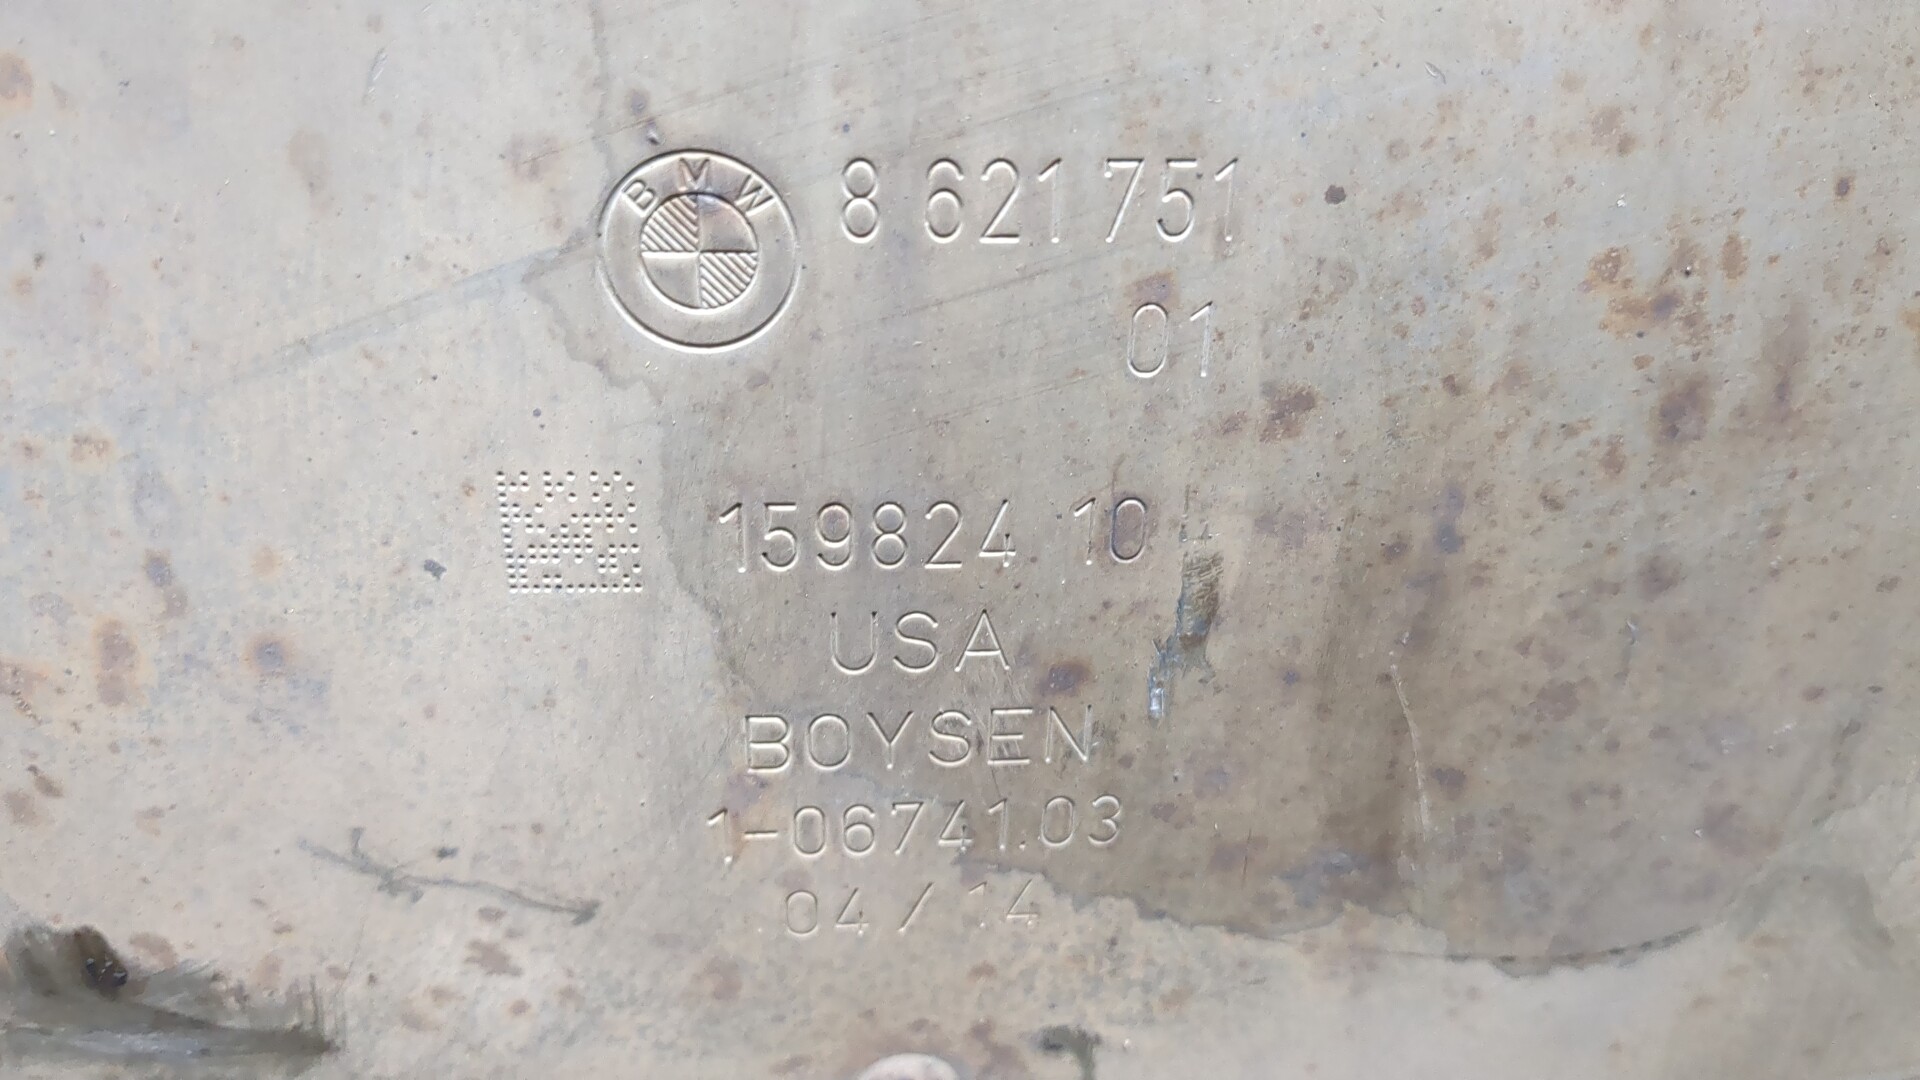 BMW 8 621 751
01
159824 10
USA
BOYSEN
1-06741.03
04 / 14